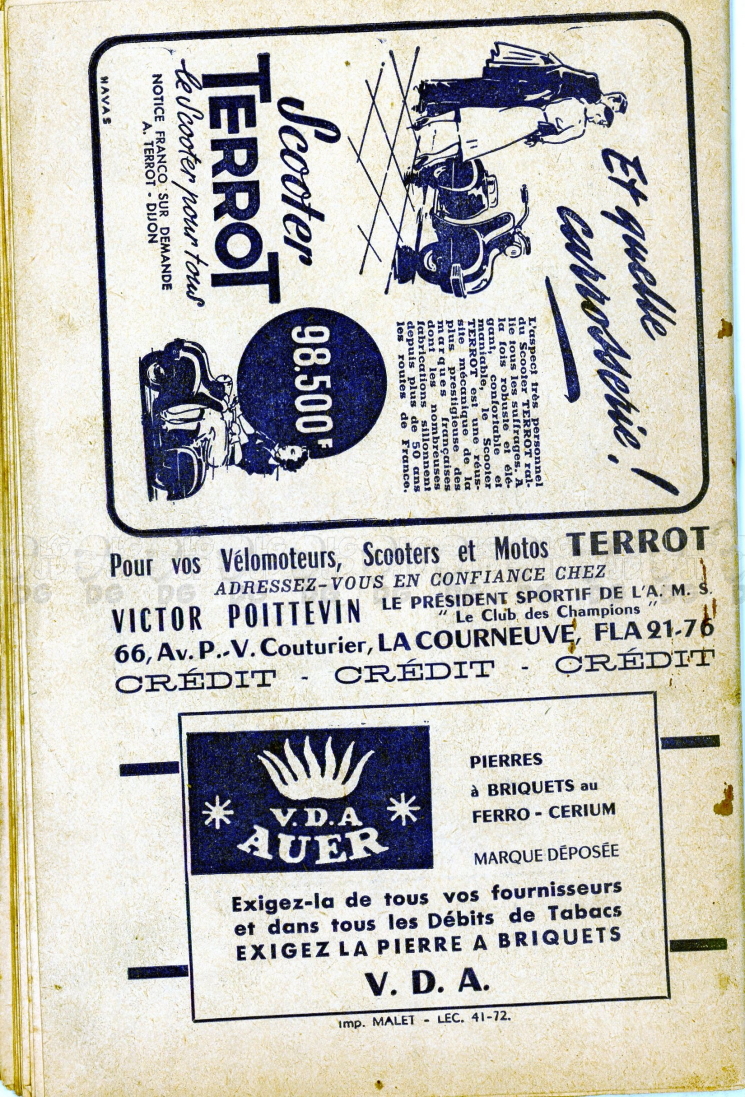 Et quelle
carrosserie !
L'aspect très personnel
du Scooter TERROT ral-
lie tous les suffrages. A
la fois robuste et élé-
gant, confortable et
maniable, le Scooter
TERROT est une réus-
site mécanique de la
plus prestigieuse des
marques françaises
dont les nombreuses
fabrications sillonnent
depuis plus de 50 ans
les routes de France.
Scooter
TERROT
98.500 F
le Scooter pour tous
NOTICE FRANCO SUR DEMANDE
A. TERROT - DIJON
HAVAS
Pour vos Vélomoteurs, Scooters et Motos TERROT
ADRESSEZ-VOUS EN CONFIANCE CHEZ
VICTOR POITTEVIN LE PRÉSIDENT SPORTIF DE L'A. M. S.
" Le Club des Champions "
66, Av. P.-V. Couturier, LA COURNEUVE, FLA 21-76
CRÉDIT - CRÉDIT - CRÉDIT
V.D.A
AUER
PIERRES
à BRIQUETS au
FERRO - CERIUM
MARQUE DÉPOSÉE
Exigez-la de tous vos fournisseurs
et dans tous les Débits de Tabacs
EXIGEZ LA PIERRE A BRIQUETS
V. D. A.
Imp. MALET - LEC. 41-72.